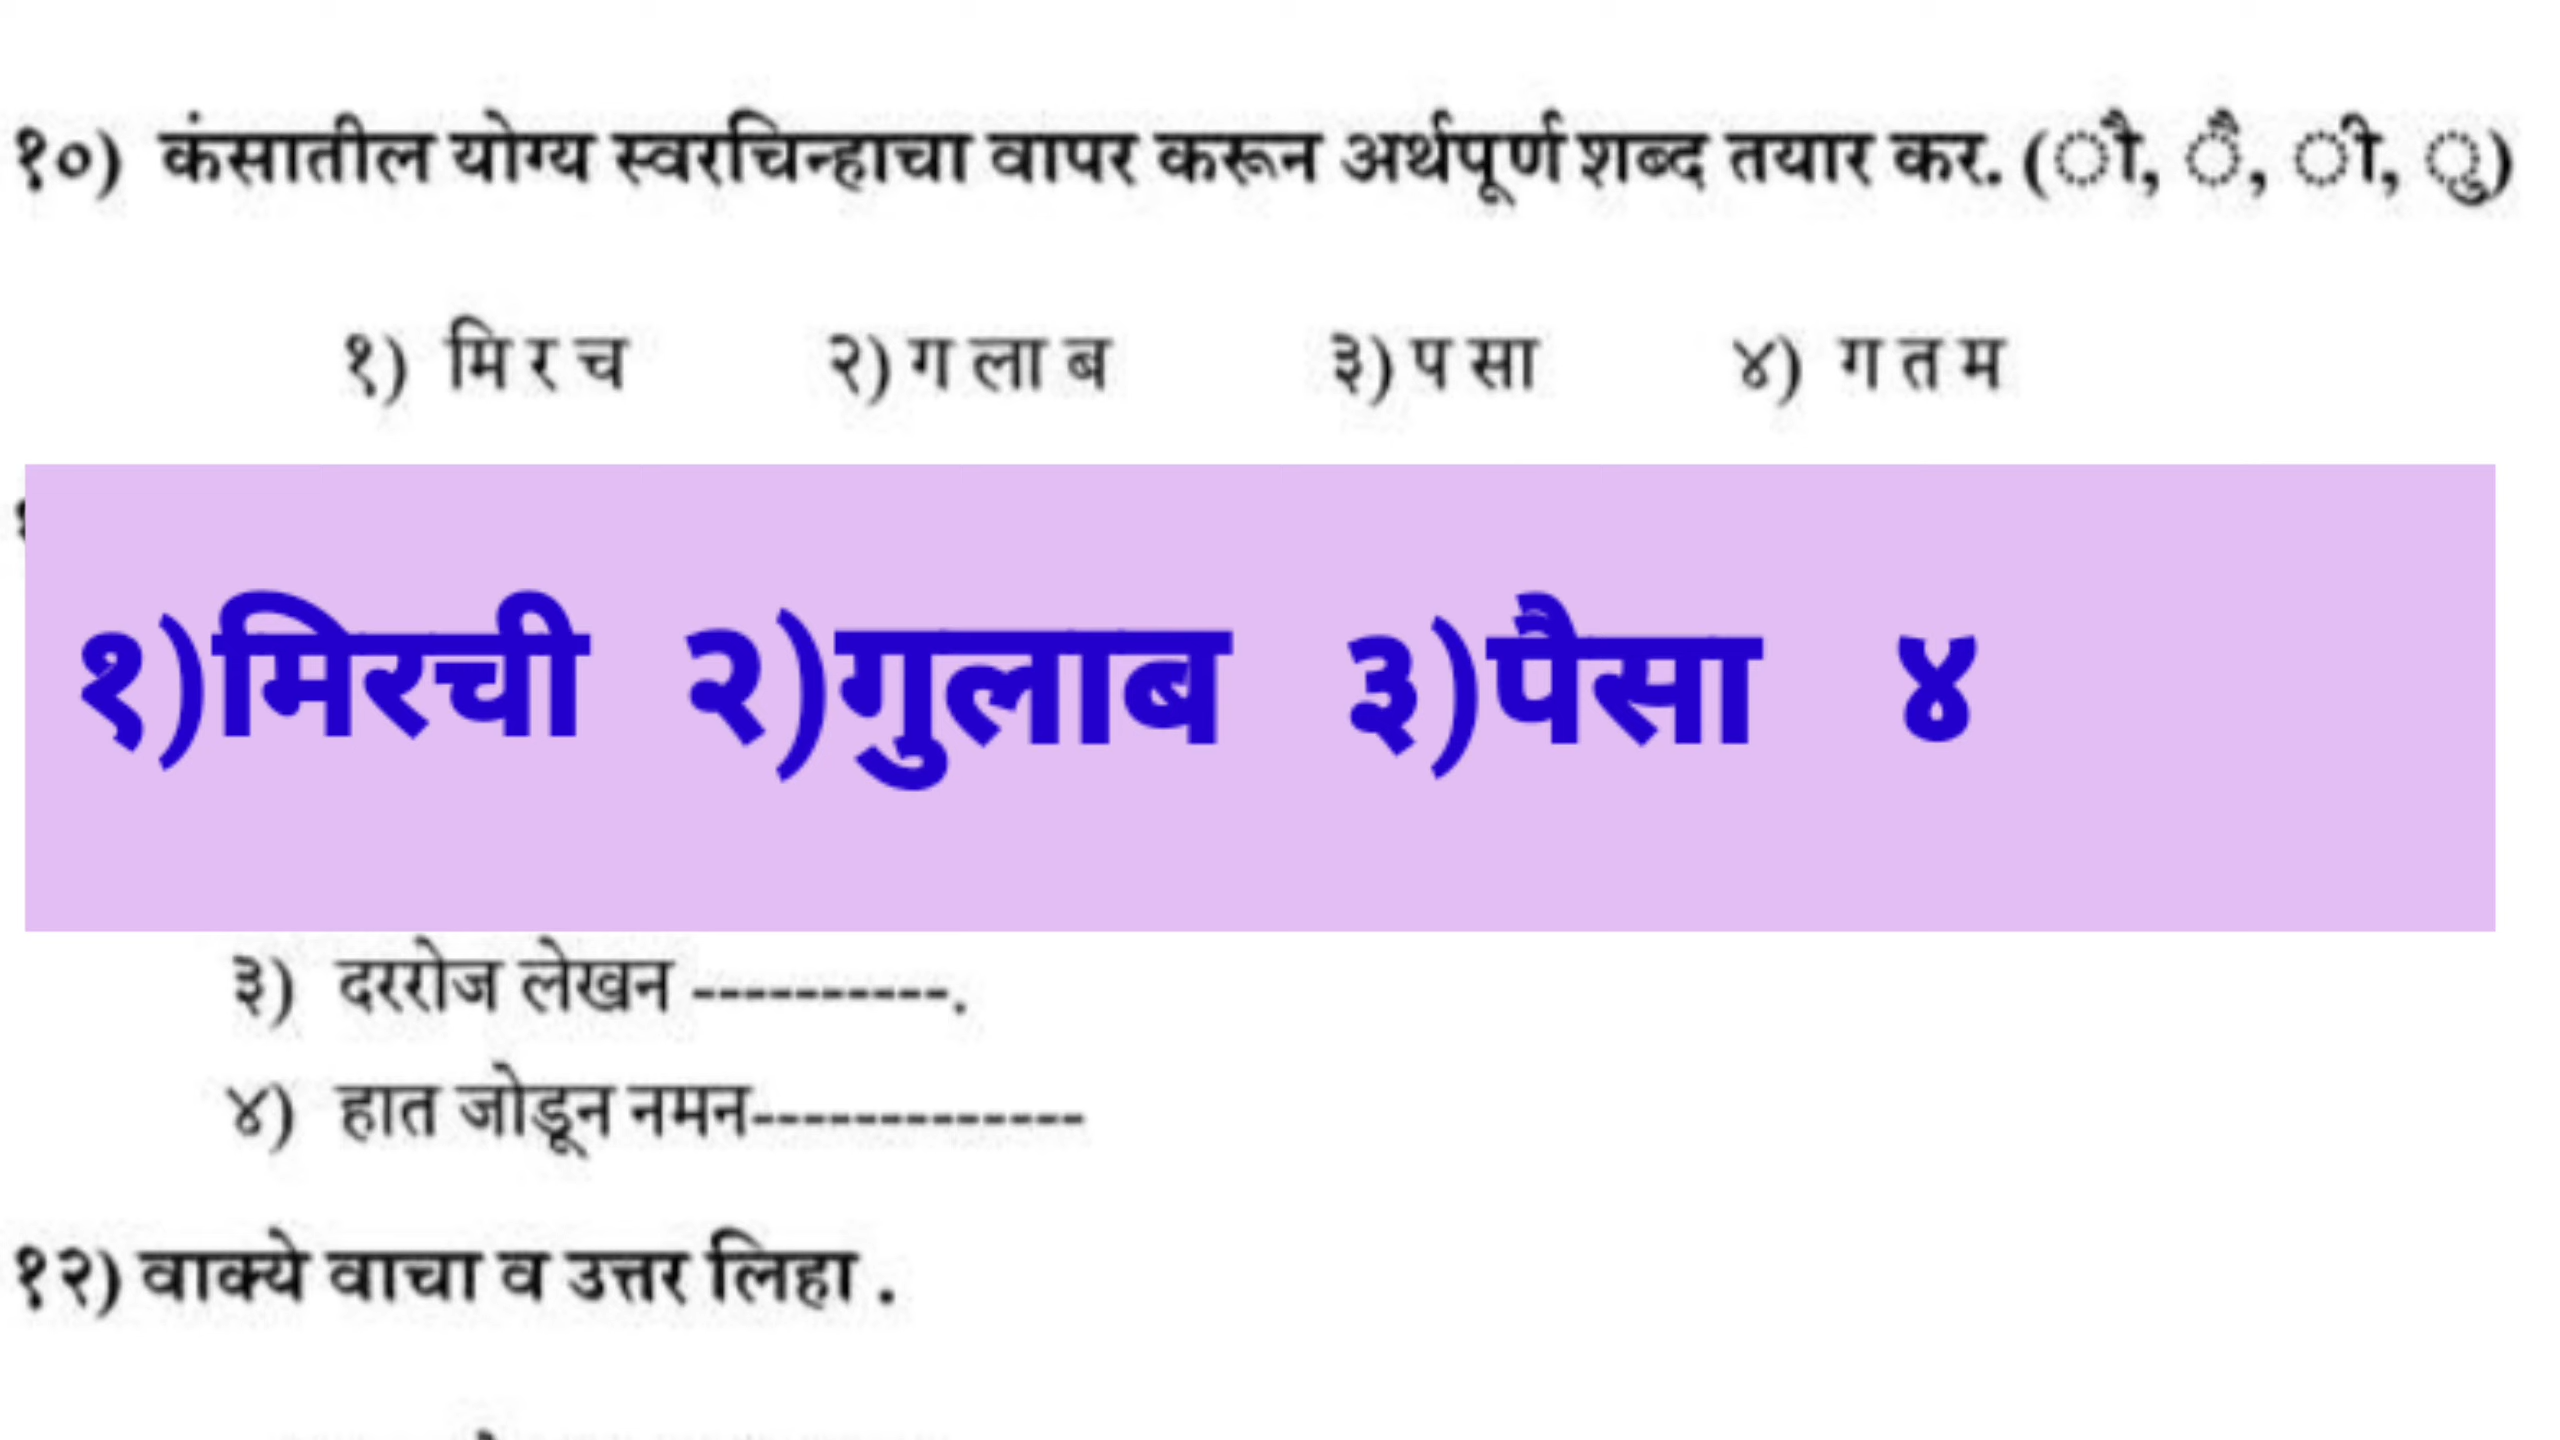 १०) कंसातील योग्य स्वरचिन्हाचा वापर करून अर्थपूर्ण शब्द तयार कर. (ौ, ै, ी, ु)
१) मि र च २) ग ला ब ३) प सा ४) ग त म
१)मिरची २)गुलाब ३)पैसा ४
३) दररोज लेखन ----------.
४) हात जोडून नमन-------------
१२) वाक्ये वाचा व उत्तर लिहा .